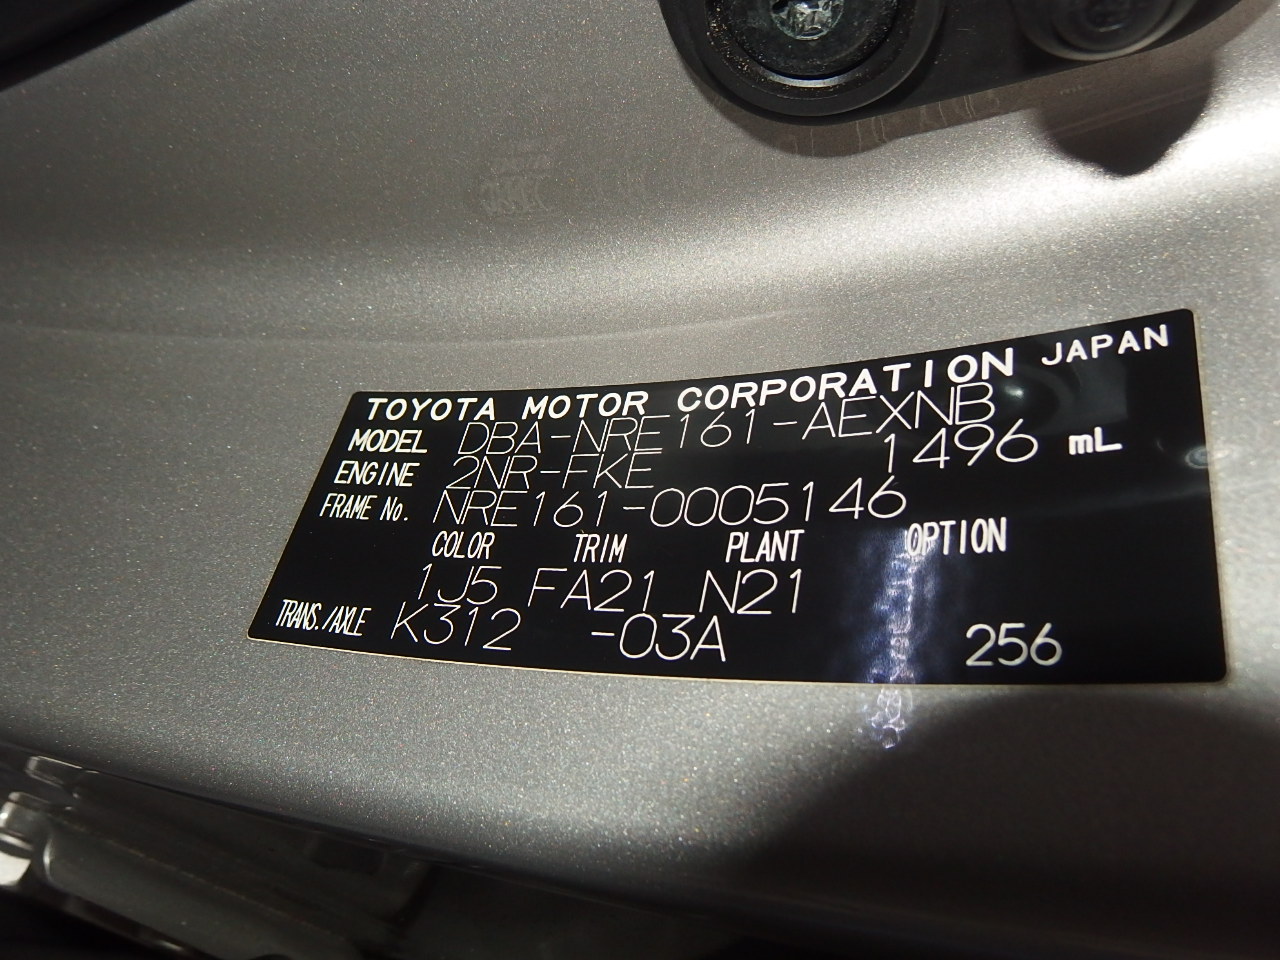 TOYOTA MOTOR CORPORATION JAPAN
MODEL DBA-NRE161-AEXNB
ENGINE 2NR-FKE 1496 mL
FRAME No. NRE161-0005146
COLOR TRIM PLANT OPTION
1J5 FA21 N21
TRANS./AXLE K312 -03A 256